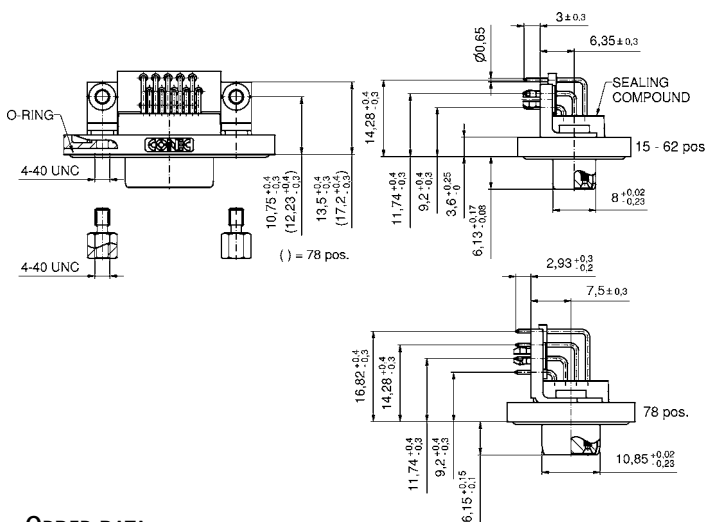 3±0,3
6,35±0,3
Ø0,65
SEALING
COMPOUND
O-RING
14,28 +0.4 -0.3
15 - 62 pos
CONEC
4-40 UNC
10,75 +0.4 -0.3
(12,23 +0.4 -0.3)
13,5 +0.4 -0.3
(17,2 +0.4 -0.3)
11,74 +0.4 -0.3
9,2 +0.4 -0.3
3,6 +0.25 0
6,13 +0.17 -0.08
8 +0,02 -0,23
( ) = 78 pos.
4-40 UNC
2,93 +0,3 -0,2
7,5±0,3
16,82 +0.4 -0.3
14,28 +0.4 -0.3
78 pos.
11,74 +0.4 -0.3
9,2 +0.4 -0.3
6,15 +0.15 -0.1
10,85 +0,02 -0,23
ORDER DATA